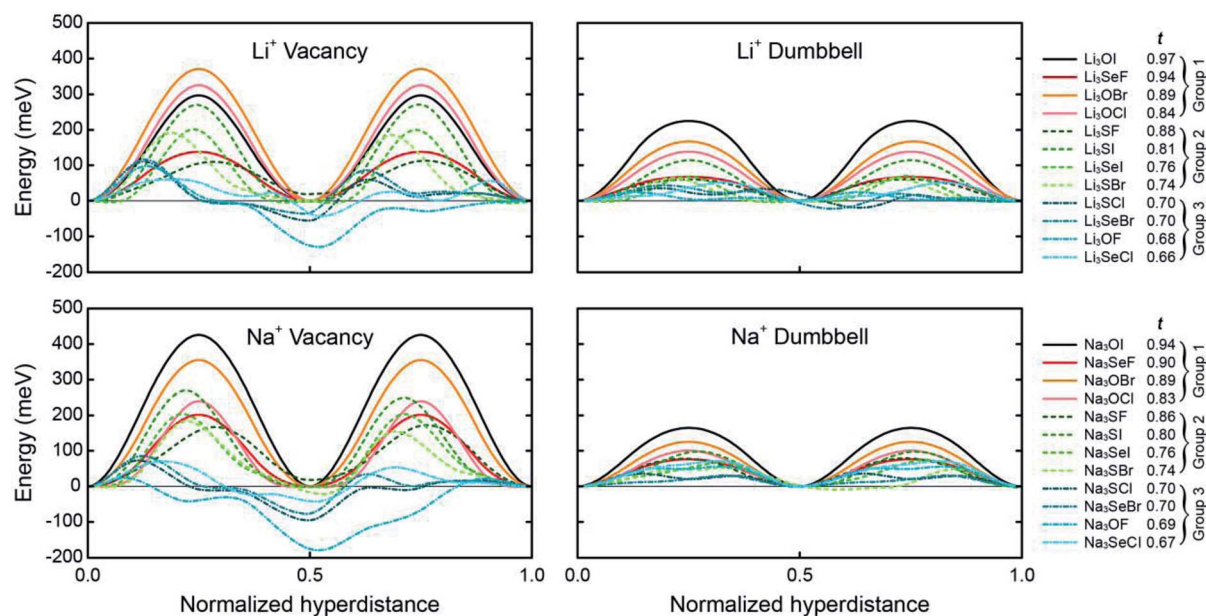 Energy (meV)
500
400
300
200
100
0
-100
-200
Li+ Vacancy
Li+ Dumbbell
t
Li₃OI 0.97
Li₃SeF 0.94
Li₃OBr 0.89
Li₃OCl 0.84
Group 1
Li₃SF 0.88
Li₃SI 0.81
Li₃SeI 0.76
Li₃SBr 0.74
Group 2
Li₃SCl 0.70
Li₃SeBr 0.70
Li₃OF 0.68
Li₃SeCl 0.66
Group 3
Energy (meV)
500
400
300
200
100
0
-100
-200
Na+ Vacancy
Na+ Dumbbell
t
Na₃OI 0.94
Na₃SeF 0.90
Na₃OBr 0.89
Na₃OCl 0.83
Group 1
Na₃SF 0.86
Na₃SI 0.80
Na₃SeI 0.76
Na₃SBr 0.74
Group 2
Na₃SCl 0.70
Na₃SeBr 0.70
Na₃OF 0.69
Na₃SeCl 0.67
Group 3
0.0 0.5 1.0
0.0 0.5 1.0
Normalized hyperdistance
Normalized hyperdistance